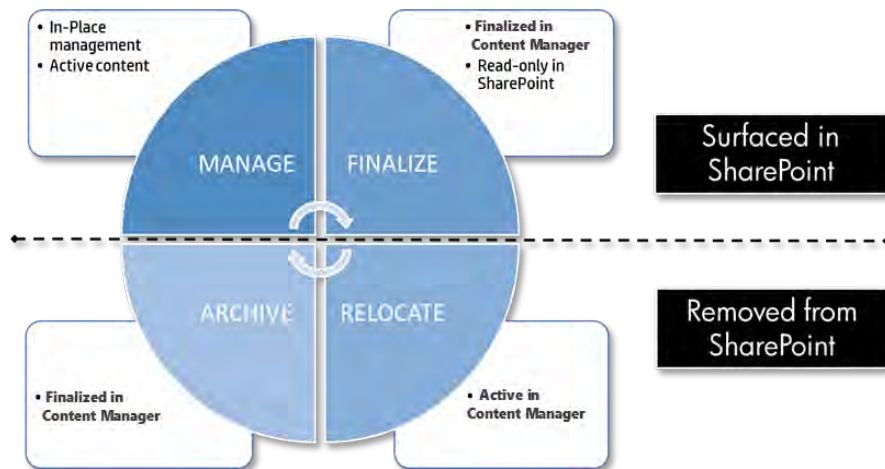 • In-Place
management
• Active content
• Finalized in
Content Manager
• Read-only in
SharePoint
MANAGE
FINALIZE
Surfaced in
SharePoint
ARCHIVE
RELOCATE
Removed from
SharePoint
• Finalized in
Content Manager
• Active in
Content Manager